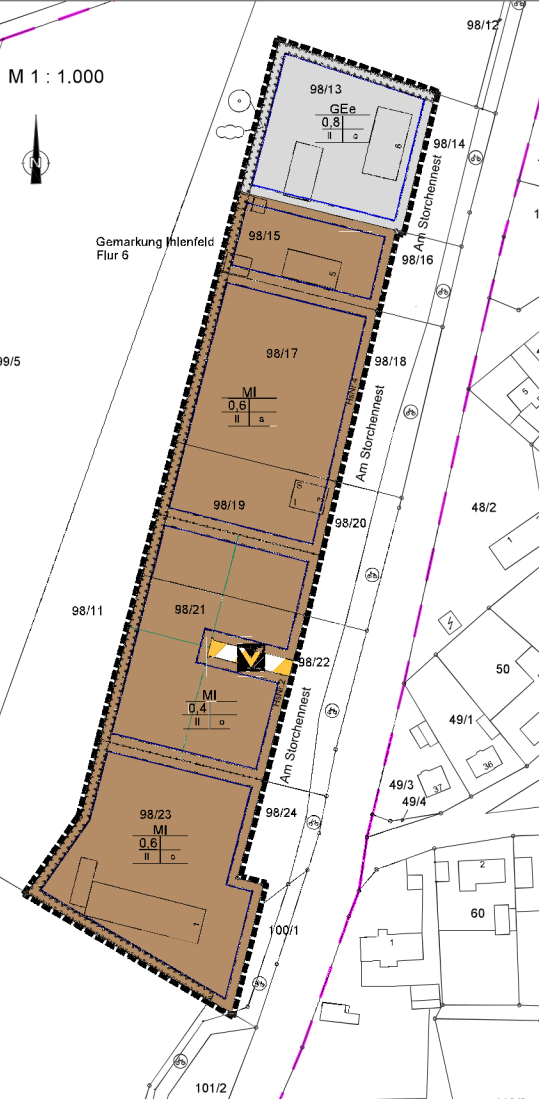 98/12
M 1 : 1.000
98/13
GEe
0,8
II o
8
98/14
N
Am Storchennest
98/15
Gemarkung Ihlenfeld
Flur 6
98/16
5
99/5
98/17
98/18
MI
0,6
II a
HsNr.4
Am Storchennest
5
98/19
48/2
98/20
1
98/11
98/21
98/22
50
MI
0,4
II o
Am Storchennest
49/1
36
49/3
37
49/4
98/23
98/24
MI
0,6
II o
2
60
1
100/1
1
101/2